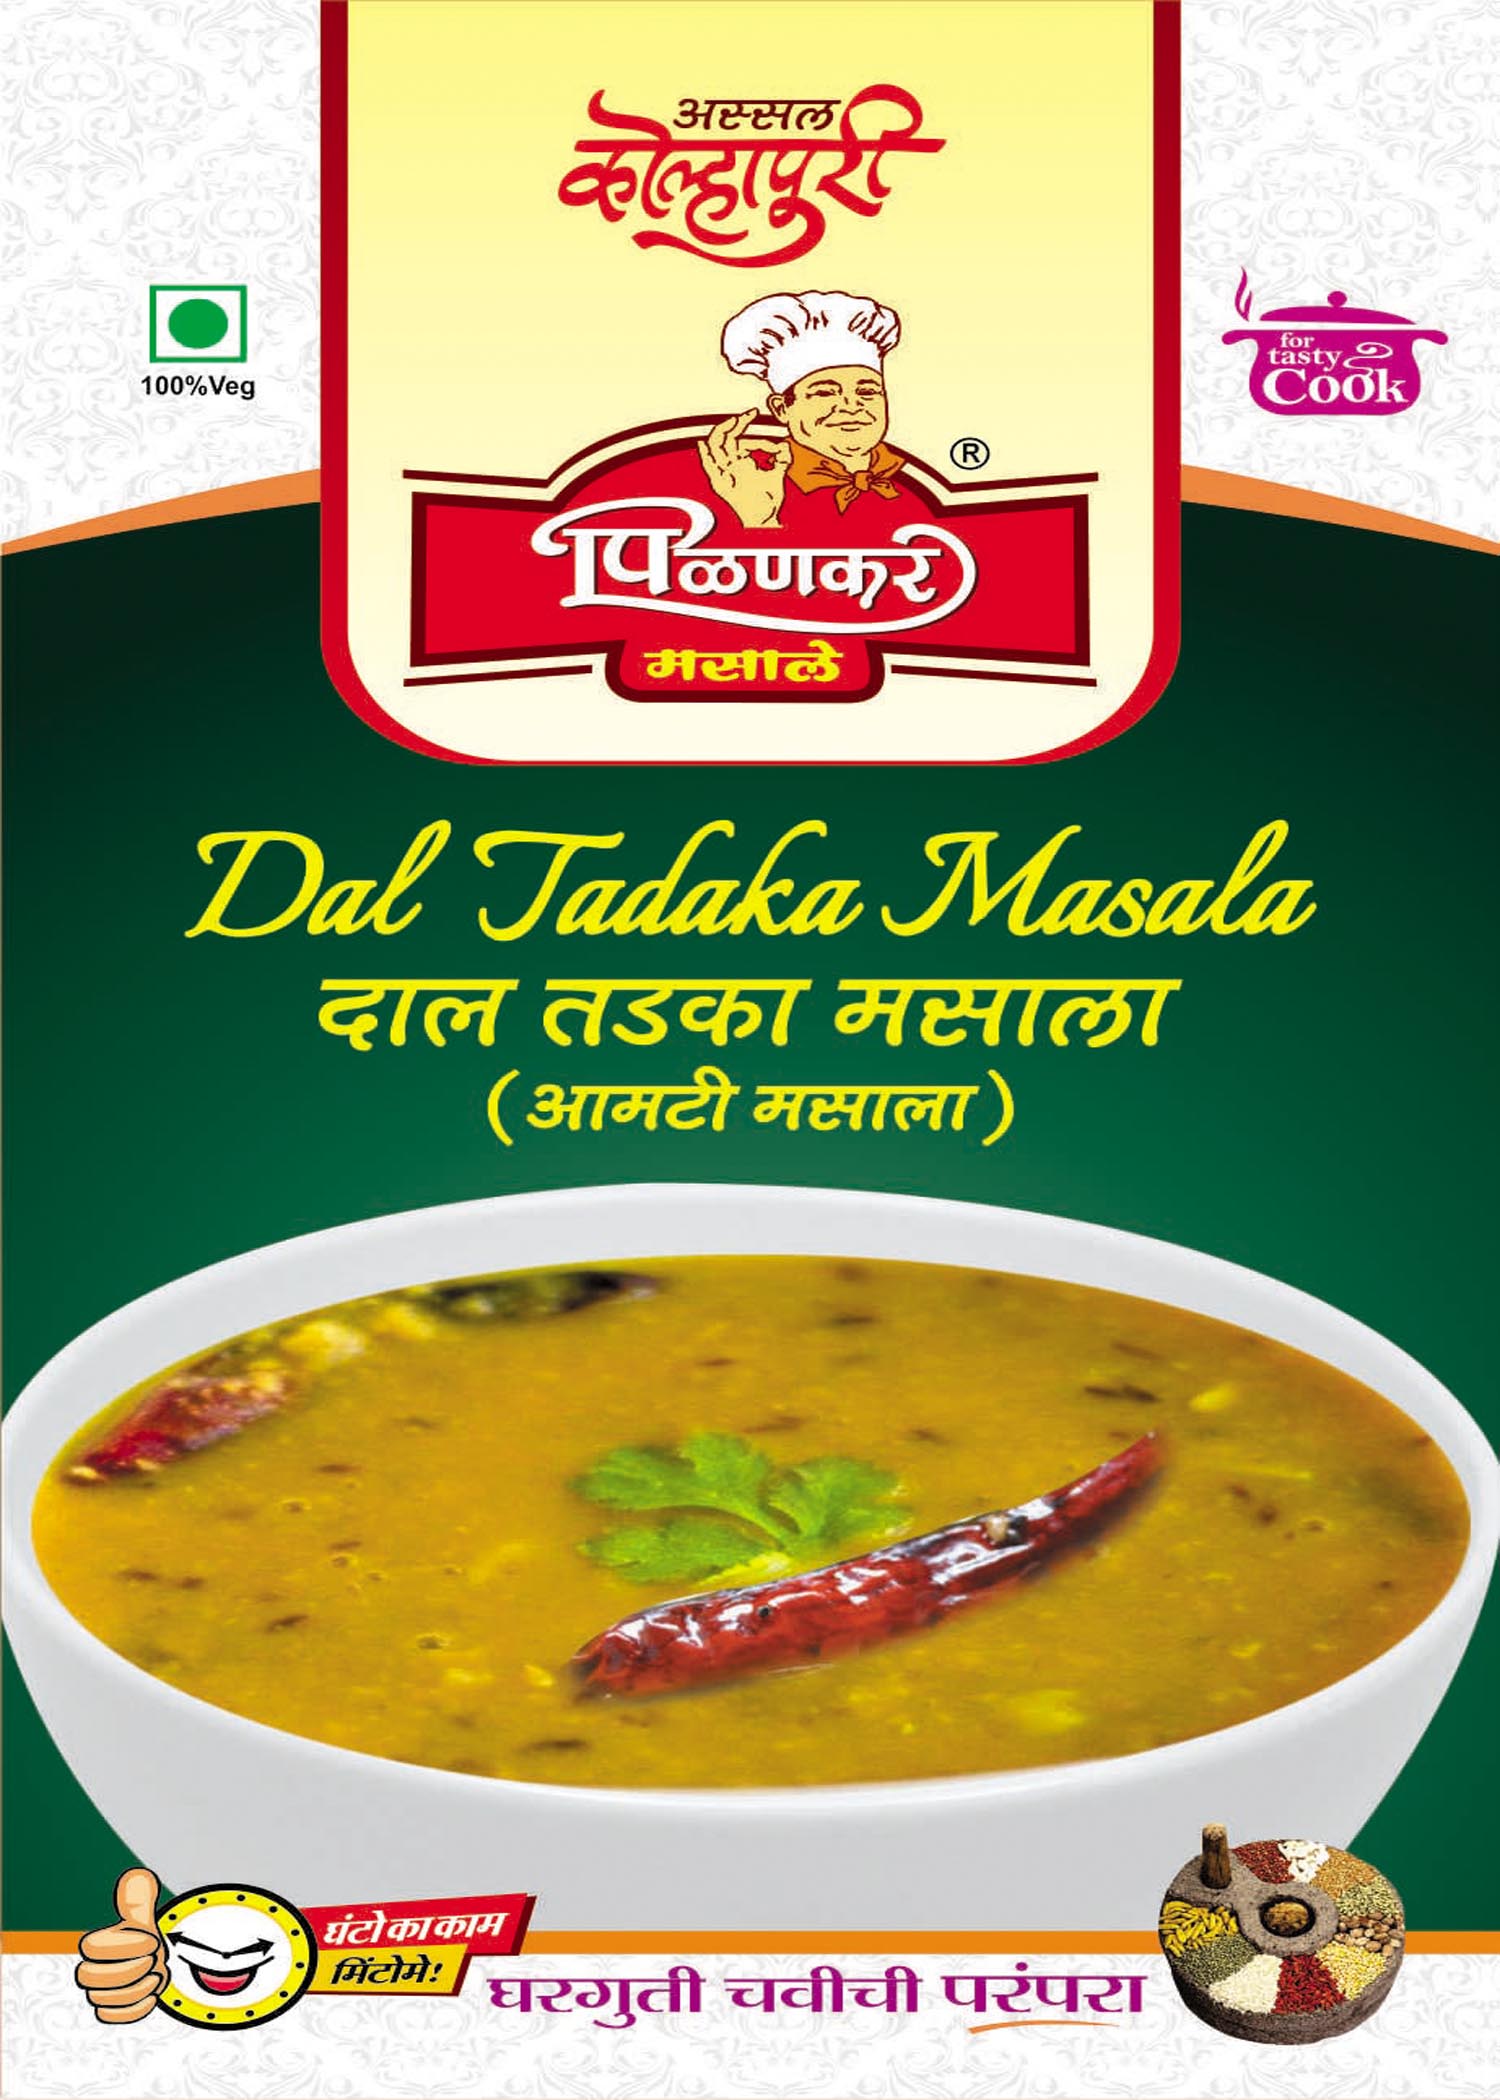 अस्सल
कोल्हापुरी
100%Veg
for
tasty
Cook
®
पिळणकर
मसाले
Dal Tadaka Masala
दाल तडका मसाला
(आमटी मसाला)
घंटो का काम
मिंटोमे!
घरगुती चवीची परंपरा